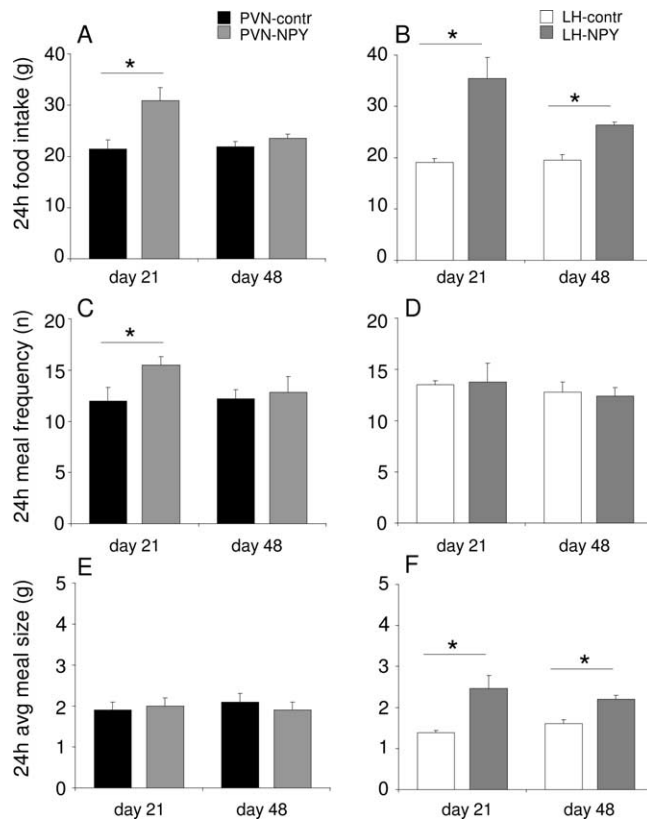 A
PVN-contr
PVN-NPY
24h food intake (g)
40
30
20
10
0
*
day 21
day 48
B
LH-contr
LH-NPY
40
30
20
10
0
*
*
day 21
day 48
C
24h meal frequency (n)
20
15
10
5
0
*
day 21
day 48
D
20
15
10
5
0
day 21
day 48
E
24h avg meal size (g)
5
4
3
2
1
0
day 21
day 48
F
5
4
3
2
1
0
*
*
day 21
day 48